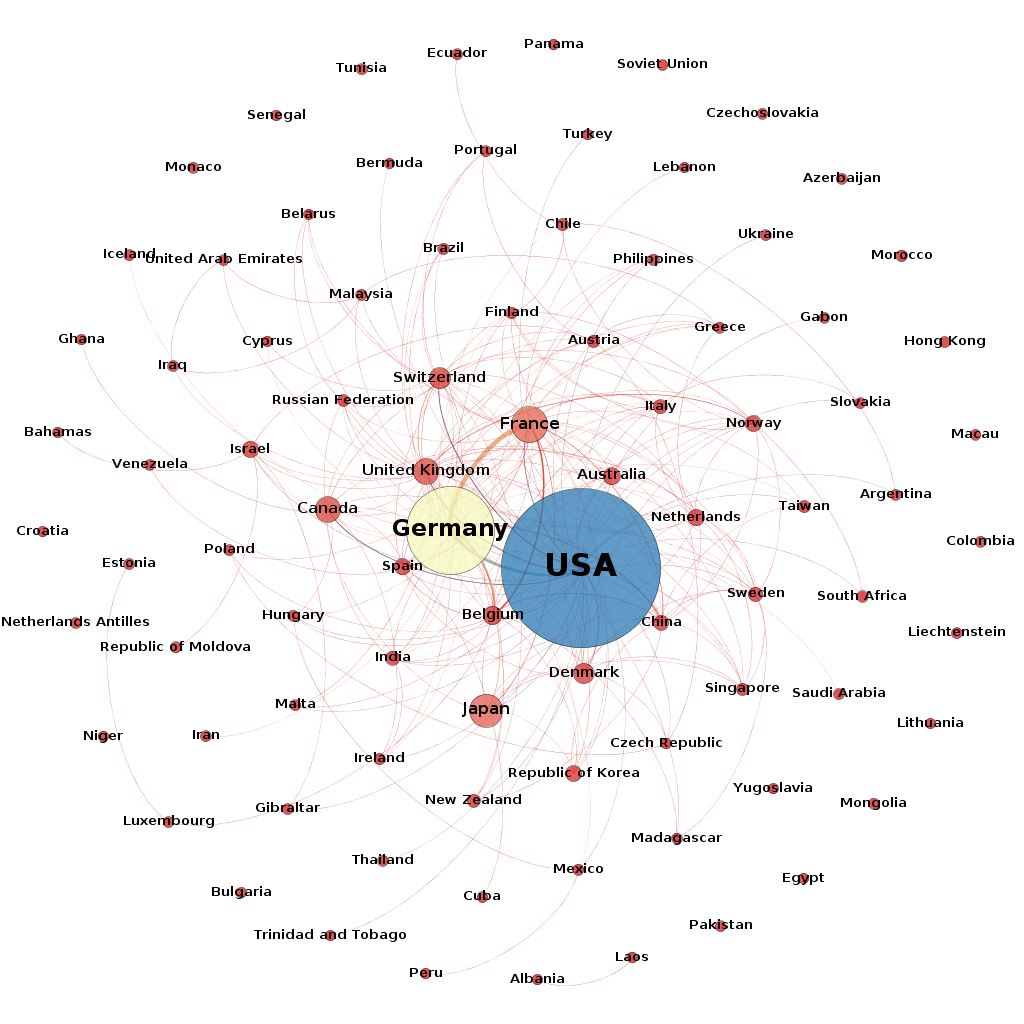 Panama
Ecuador
Soviet Union
Tunisia
Czechoslovakia
Senegal
Turkey
Portugal
Bermuda
Lebanon
Monaco
Azerbaijan
Belarus
Chile
Ukraine
Brazil
Iceland
Morocco
United Arab Emirates
Philippines
Malaysia
Finland
Gabon
Greece
Ghana
Cyprus
Austria
Hong Kong
Iraq
Switzerland
Russian Federation
Italy
Slovakia
France
Norway
Bahamas
Macau
Israel
Venezuela
United Kingdom
Australia
Argentina
Canada
Taiwan
Netherlands
Germany
Croatia
Colombia
Poland
Estonia
Spain
USA
Sweden
South Africa
Hungary
Belgium
Netherlands Antilles
China
Liechtenstein
Republic of Moldova
India
Denmark
Singapore
Saudi Arabia
Malta
Japan
Lithuania
Niger
Iran
Czech Republic
Ireland
Republic of Korea
Yugoslavia
New Zealand
Mongolia
Gibraltar
Luxembourg
Madagascar
Thailand
Mexico
Egypt
Bulgaria
Cuba
Pakistan
Trinidad and Tobago
Laos
Peru
Albania